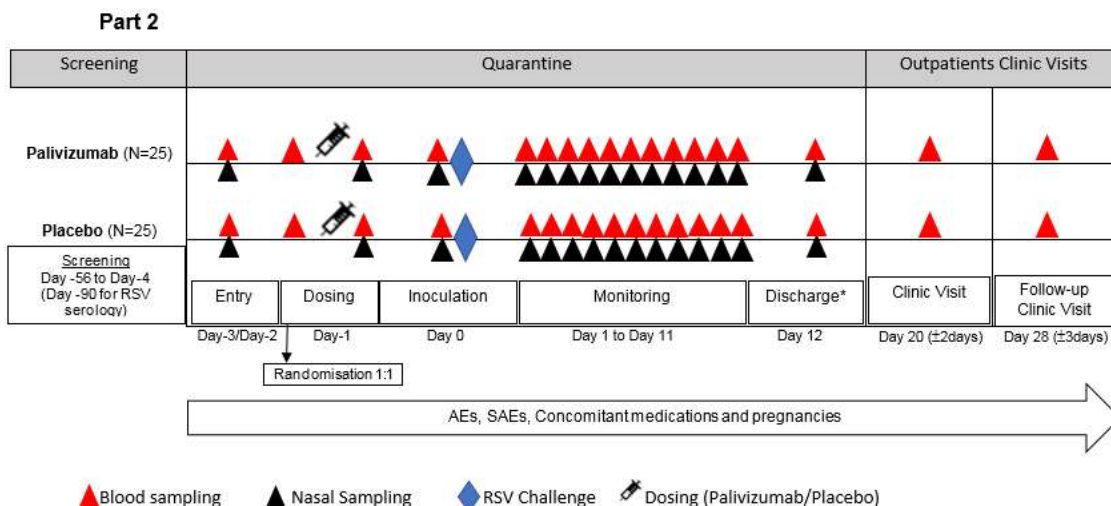 Part 2
Screening
Quarantine
Outpatients Clinic Visits
Palivizumab (N=25)
Placebo (N=25)
Screening
Day -56 to Day-4
(Day -90 for RSV
serology)
Entry
Dosing
Inoculation
Monitoring
Discharge*
Clinic Visit
Follow-up
Clinic Visit
Day-3/Day-2
Day-1
Day 0
Day 1 to Day 11
Day 12
Day 20 (±2days)
Day 28 (±3days)
Randomisation 1:1
AEs, SAEs, Concomitant medications and pregnancies
Blood sampling
Nasal Sampling
RSV Challenge
Dosing (Palivizumab/Placebo)